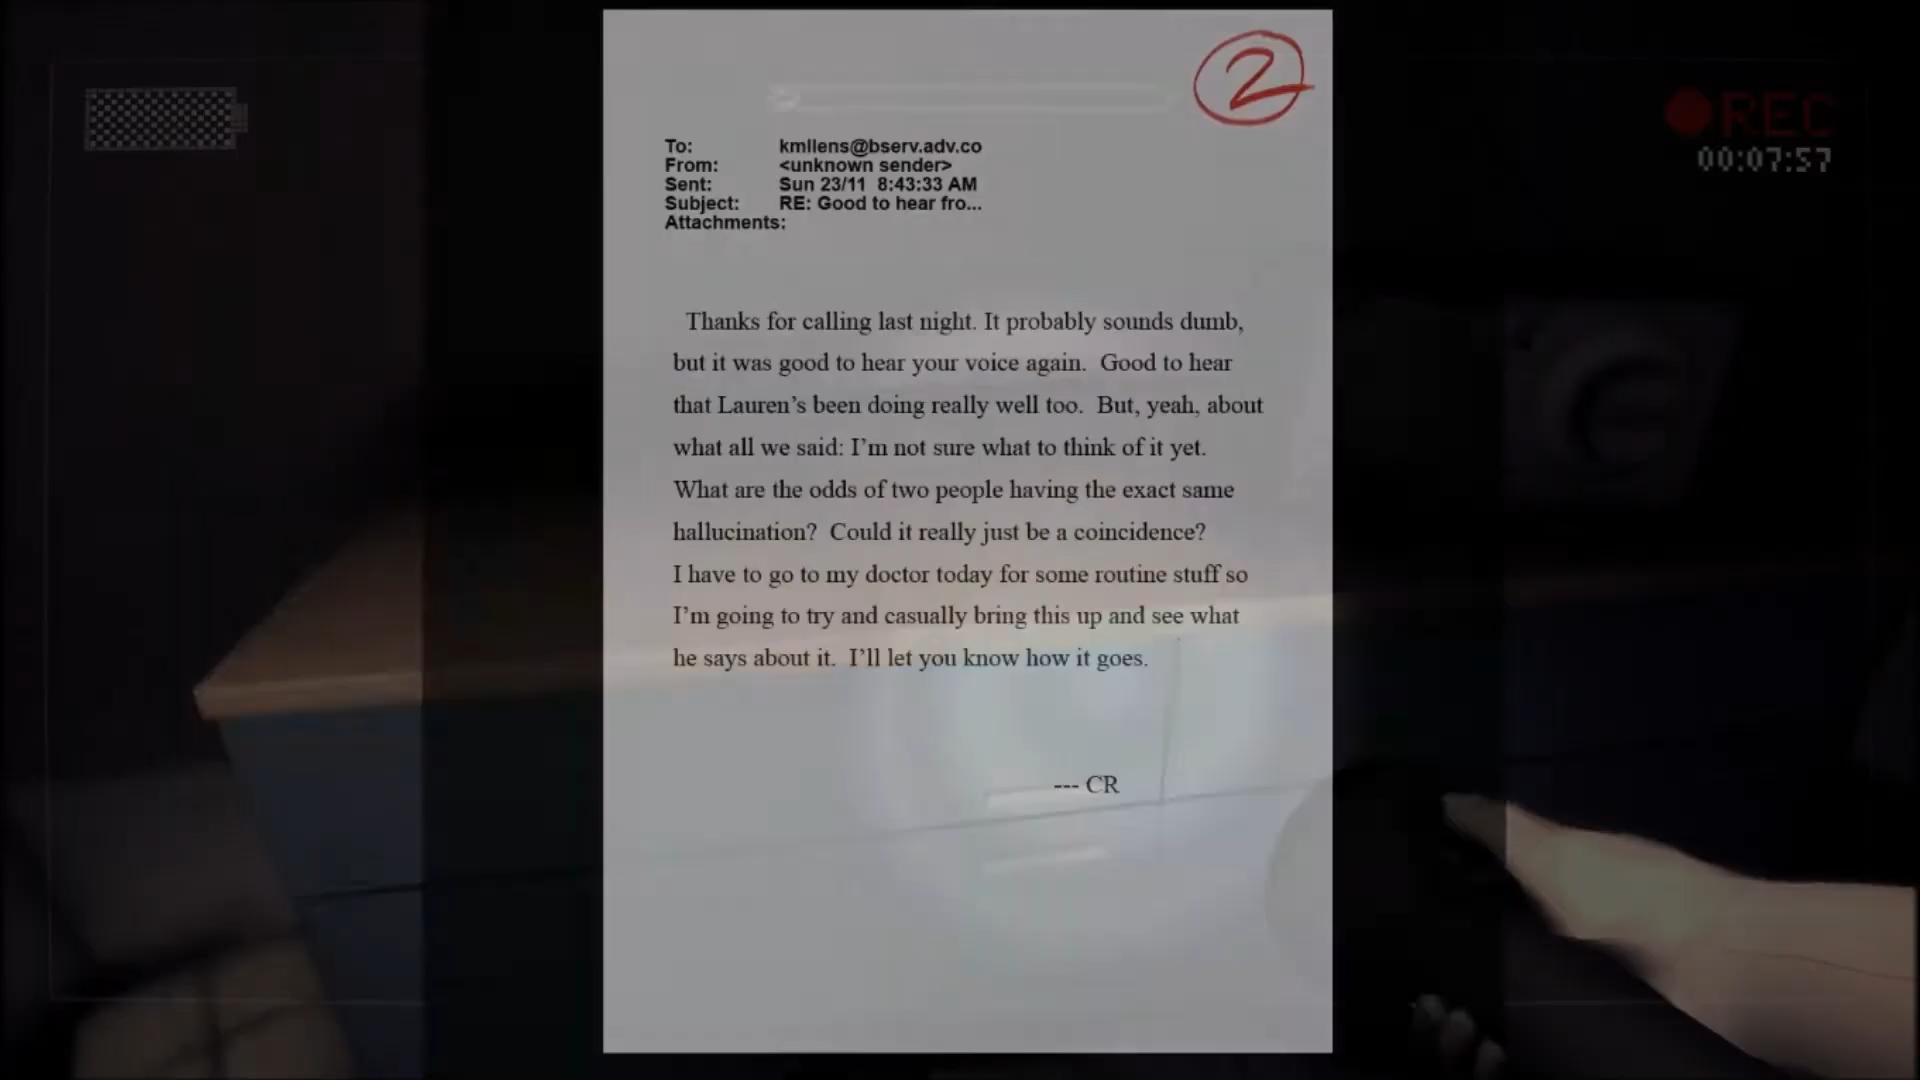 2
REC
00:07:57
To: kmllens@bserv.adv.co
From: <unknown sender>
Sent: Sun 23/11 8:43:33 AM
Subject: RE: Good to hear fro...
Attachments:
Thanks for calling last night. It probably sounds dumb,
but it was good to hear your voice again. Good to hear
that Lauren’s been doing really well too. But, yeah, about
what all we said: I’m not sure what to think of it yet.
What are the odds of two people having the exact same
hallucination? Could it really just be a coincidence?
I have to go to my doctor today for some routine stuff so
I’m going to try and casually bring this up and see what
he says about it. I’ll let you know how it goes.
--- CR